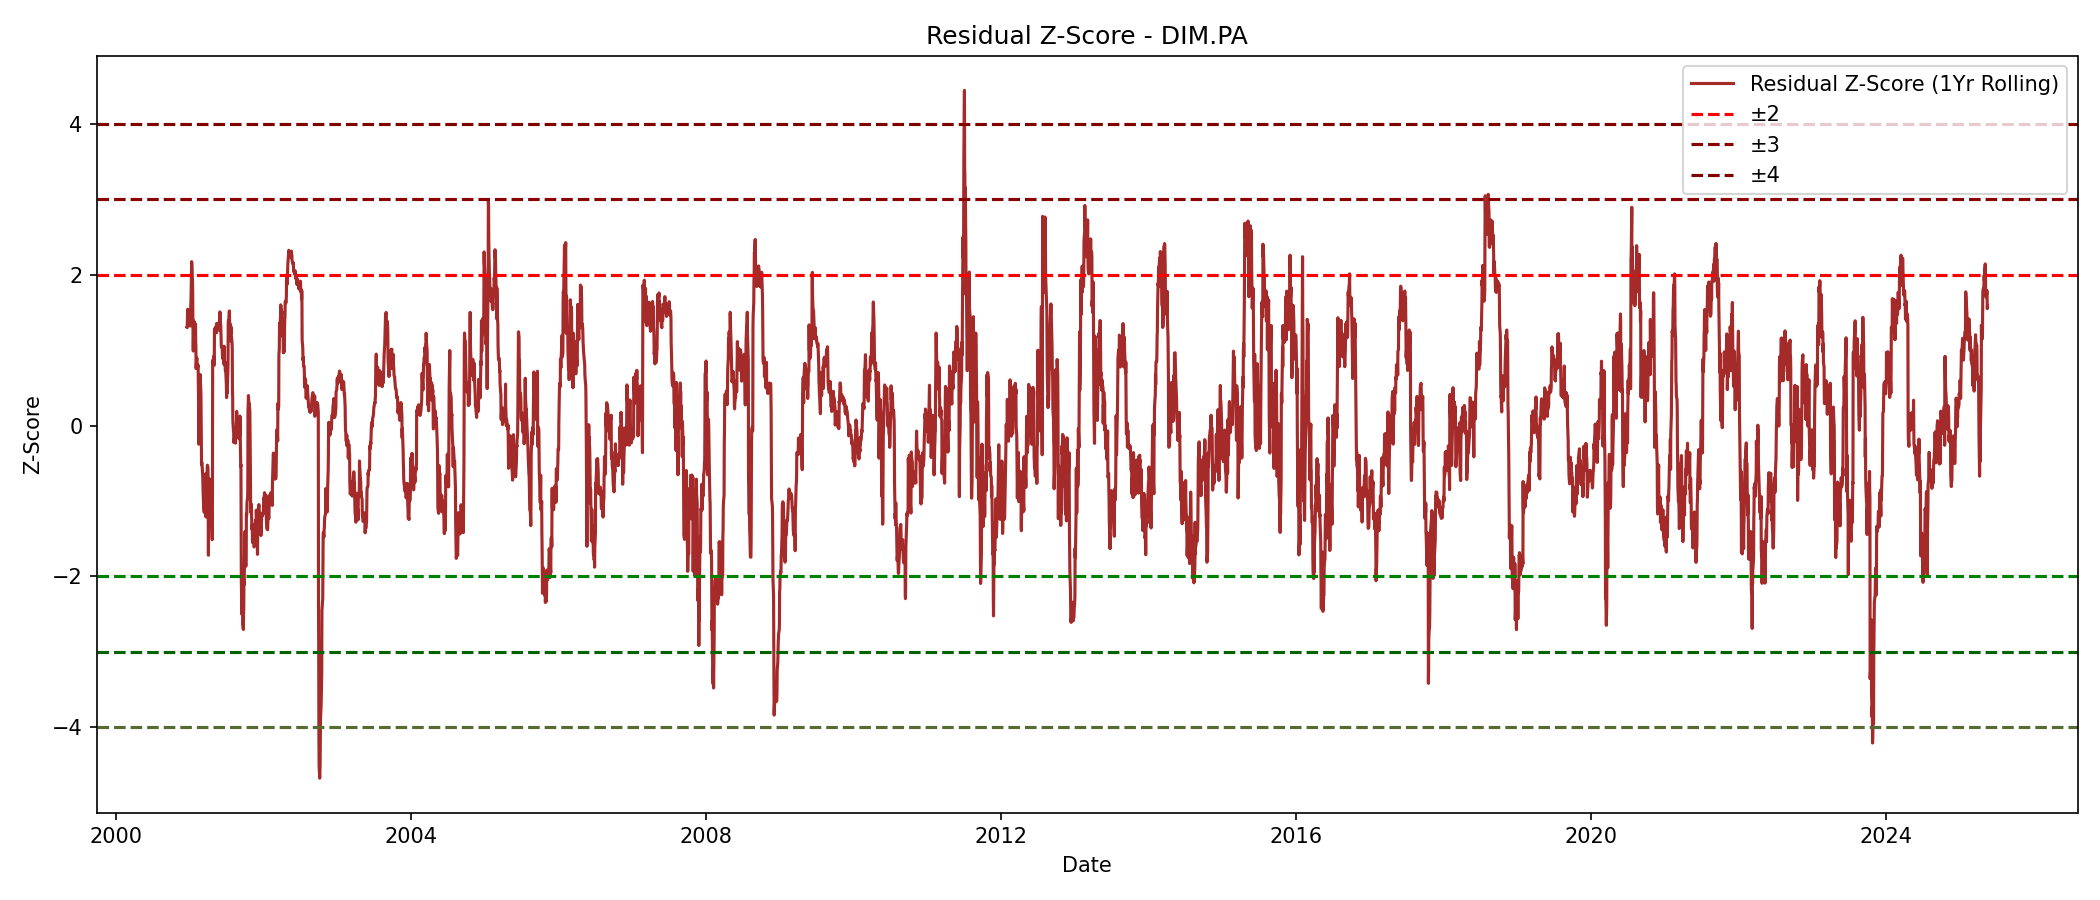 Residual Z-Score - DIM.PA
Residual Z-Score (1Yr Rolling)
±2
±3
±4
Z-Score
4
2
0
−2
−4
2000 2004 2008 2012 2016 2020 2024
Date